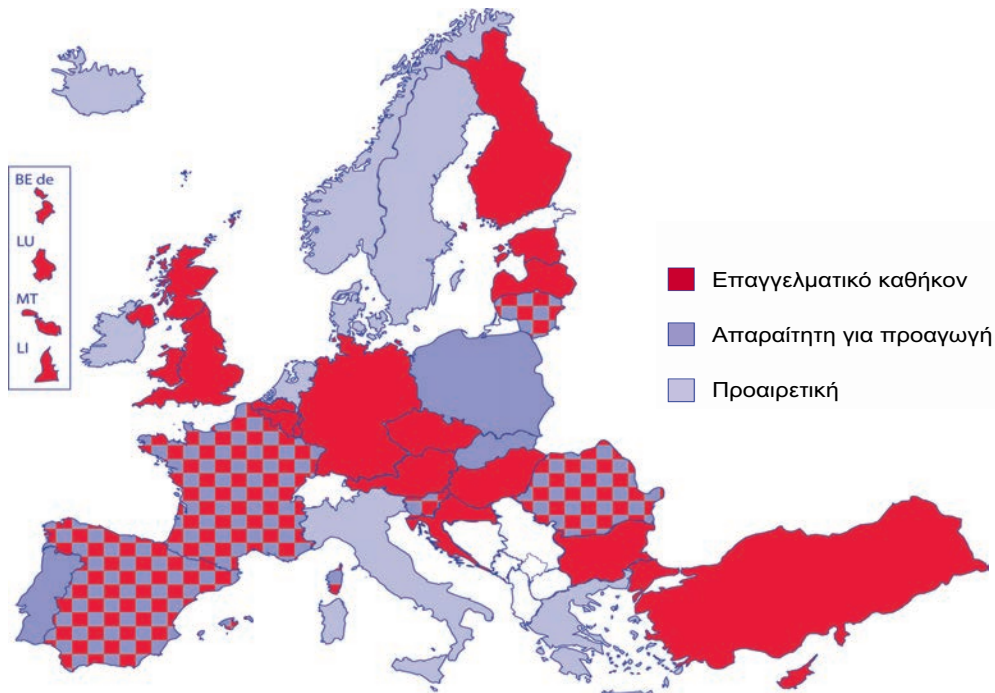 BE de
LU
MT
LI
Επαγγελματικό καθήκον
Απαραίτητη για προαγωγή
Προαιρετική